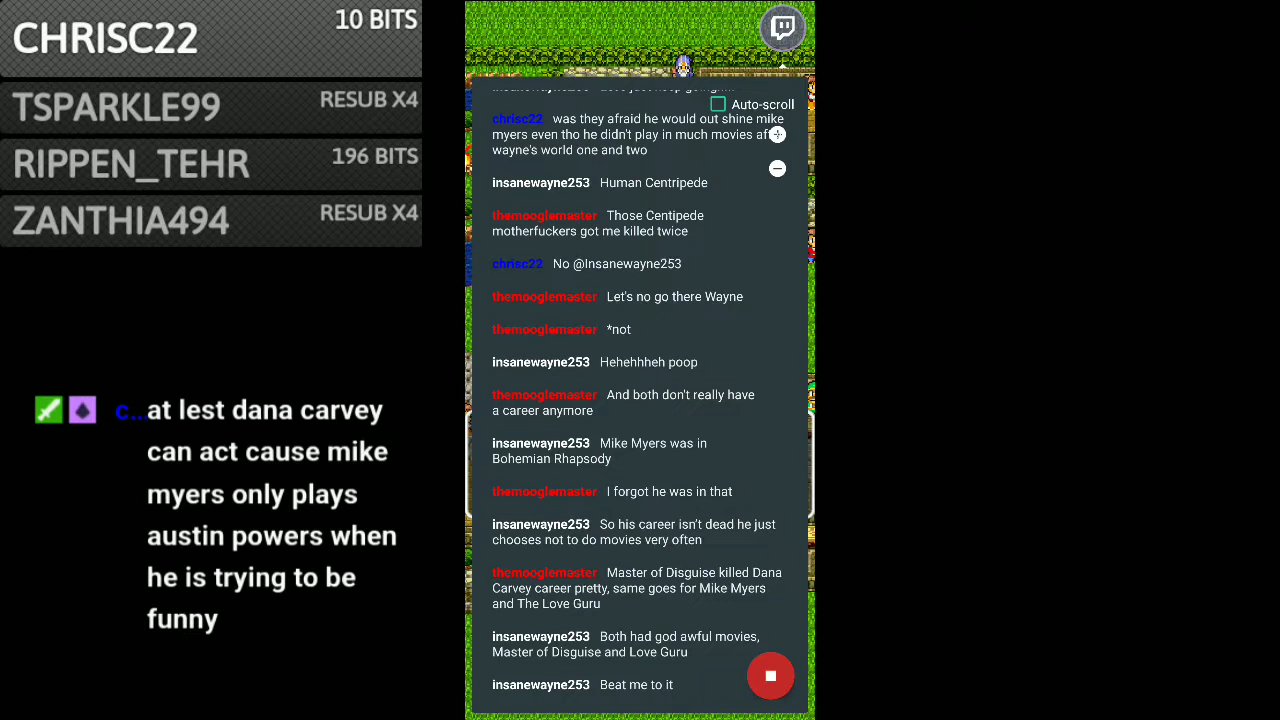 CHRISC22
10 BITS
TSPARKLE99
RESUB X4
RIPPEN_TEHR
196 BITS
ZANTHIA494
RESUB X4
c...at lest dana carvey
can act cause mike
myers only plays
austin powers when
he is trying to be
funny
Auto-scroll
chrisc22 was they afraid he would out shine mike
myers even tho he didn't play in much movies
wayne's world one and two
insanewayne253 Human Centripede
themooglemaster Those Centipede
motherfuckers got me killed twice
chrisc22 No @Insanewayne253
themooglemaster Let's no go there Wayne
themooglemaster *not
insanewayne253 Hehehhheh poop
themooglemaster And both don't really have
a career anymore
insanewayne253 Mike Myers was in
Bohemian Rhapsody
themooglemaster I forgot he was in that
insanewayne253 So his career isn't dead he just
chooses not to do movies very often
themooglemaster Master of Disguise killed Dana
Carvey career pretty, same goes for Mike Myers
and The Love Guru
insanewayne253 Both had god awful movies,
Master of Disguise and Love Guru
insanewayne253 Beat me to it